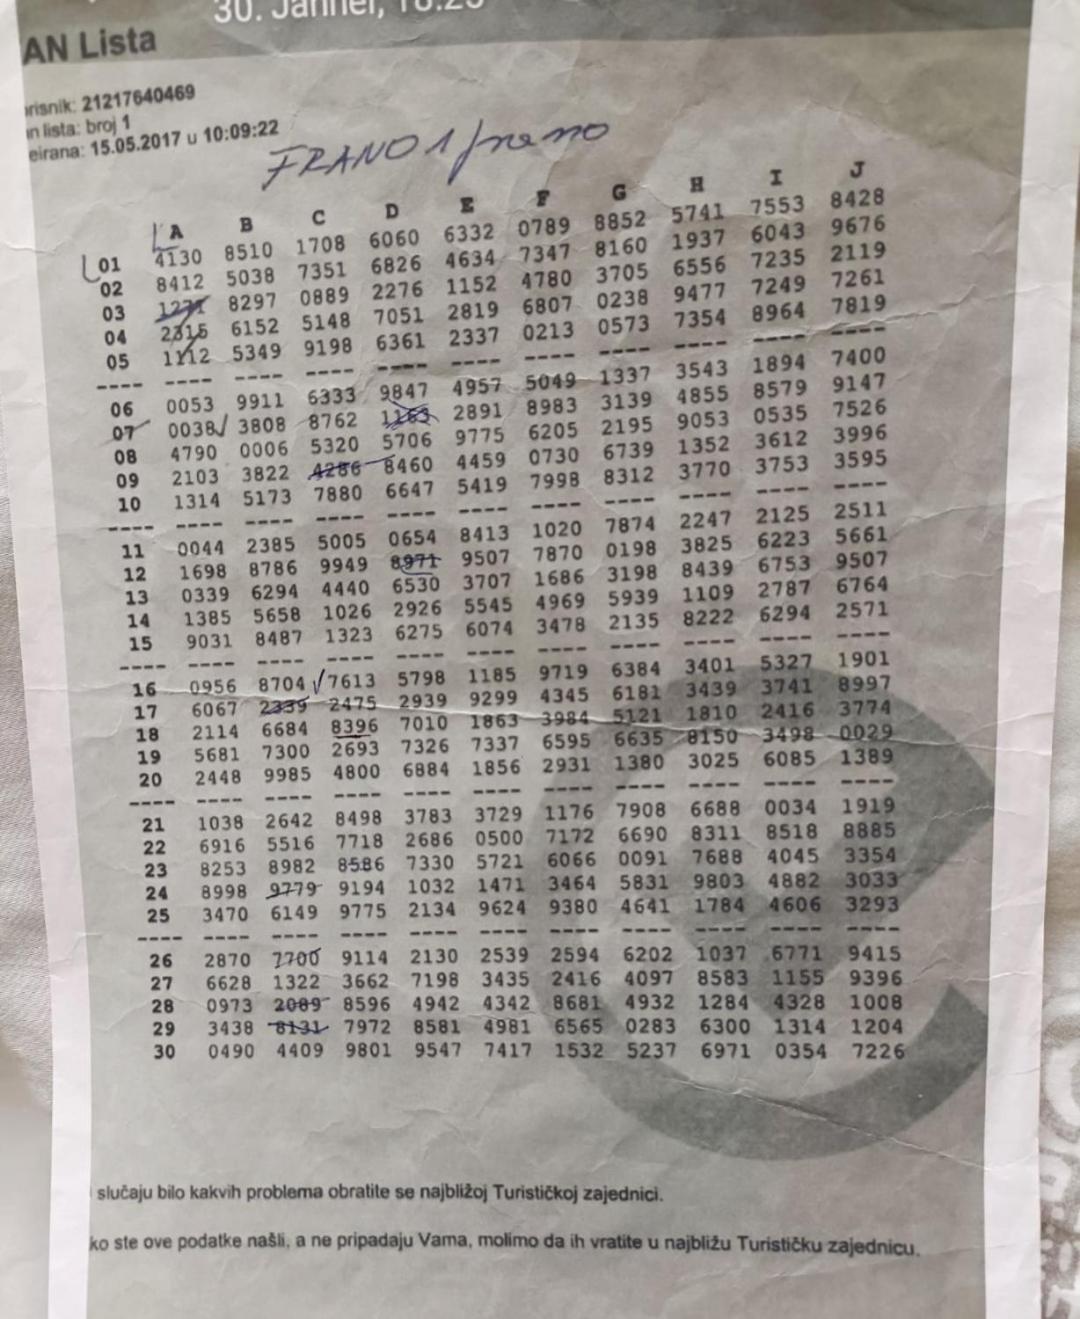 30. Jänner,
AN Lista
risnik: 21217640469
n lista: broj 1
eirana: 15.05.2017 u 10:09:22
FRANO 1
A B C D E F G H I J
01 4130 8510 1708 6060 6332 0789 8852 5741 7553 8428
02 8412 5038 7351 6826 4634 7347 8160 1937 6043 9676
03 1271 8297 0889 2276 1152 4780 3705 6556 7235 2119
04 2315 6152 5148 7051 2819 6807 0238 9477 7249 7261
05 1112 5349 9198 6361 2337 0213 0573 7354 8964 7819
---- ---- ---- ---- ---- ---- ---- ---- ---- ---- ----
06 0053 9911 6333 9847 4957 5049 1337 3543 1894 7400
07 0038 3808 8762 1163 2891 8983 3139 4855 8579 9147
08 4790 0006 5320 5706 9775 6205 2195 9053 0535 7526
09 2103 3822 4286 8460 4459 0730 6739 1352 3612 3996
10 1314 5173 7880 6647 5419 7998 8312 3770 3753 3595
---- ---- ---- ---- ---- ---- ---- ---- ---- ---- ----
11 0044 2385 5005 0654 8413 1020 7874 2247 2125 2511
12 1698 8786 9949 8971 9507 7870 0198 3825 6223 5661
13 0339 6294 4440 6530 3707 1686 3198 8439 6753 9507
14 1385 5658 1026 2926 5545 4969 5939 1109 2787 6764
15 9031 8487 1323 6275 6074 3478 2135 8222 6294 2571
---- ---- ---- ---- ---- ---- ---- ---- ---- ---- ----
16 0956 8704 7613 5798 1185 9719 6384 3401 5327 1901
17 6067 2339 2475 2939 9299 4345 6181 3439 3741 8997
18 2114 6684 8396 7010 1863 3984 5121 1810 2416 3774
19 5681 7300 2693 7326 7337 6595 6635 8150 3498 0029
20 2448 9985 4800 6884 1856 2931 1380 3025 6085 1389
---- ---- ---- ---- ---- ---- ---- ---- ---- ---- ----
21 1038 2642 8498 3783 3729 1176 7908 6688 0034 1919
22 6916 5516 7718 2686 0500 7172 6690 8311 8518 8885
23 8253 8982 8586 7330 5721 6066 0091 7688 4045 3354
24 8998 9779 9194 1032 1471 3464 5831 9803 4882 3033
25 3470 6149 9775 2134 9624 9380 4641 1784 4606 3293
---- ---- ---- ---- ---- ---- ---- ---- ---- ---- ----
26 2870 7700 9114 2130 2539 2594 6202 1037 6771 9415
27 6628 1322 3662 7198 3435 2416 4097 8583 1155 9396
28 0973 2089 8596 4942 4342 8681 4932 1284 4328 1008
29 3438 8131 7972 8581 4981 6565 0283 6300 1314 1204
30 0490 4409 9801 9547 7417 1532 5237 6971 0354 7226
slučaju bilo kakvih problema obratite se najbližoj Turističkoj zajednici.
ko ste ove podatke našli, a ne pripadaju Vama, molimo da ih vratite u najbližu Turističku zajednicu.